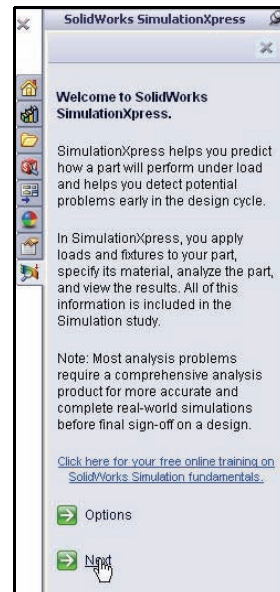 SolidWorks SimulationXpress
Welcome to SolidWorks
SimulationXpress.
SimulationXpress helps you predict
how a part will perform under load
and helps you detect potential
problems early in the design cycle.
In SimulationXpress, you apply
loads and fixtures to your part,
specify its material, analyze the part,
and view the results. All of this
information is included in the
Simulation study.
Note: Most analysis problems
require a comprehensive analysis
product for more accurate and
complete real-world simulations
before final sign-off on a design.
Click here for your free online training on
SolidWorks Simulation fundamentals.
Options
Next